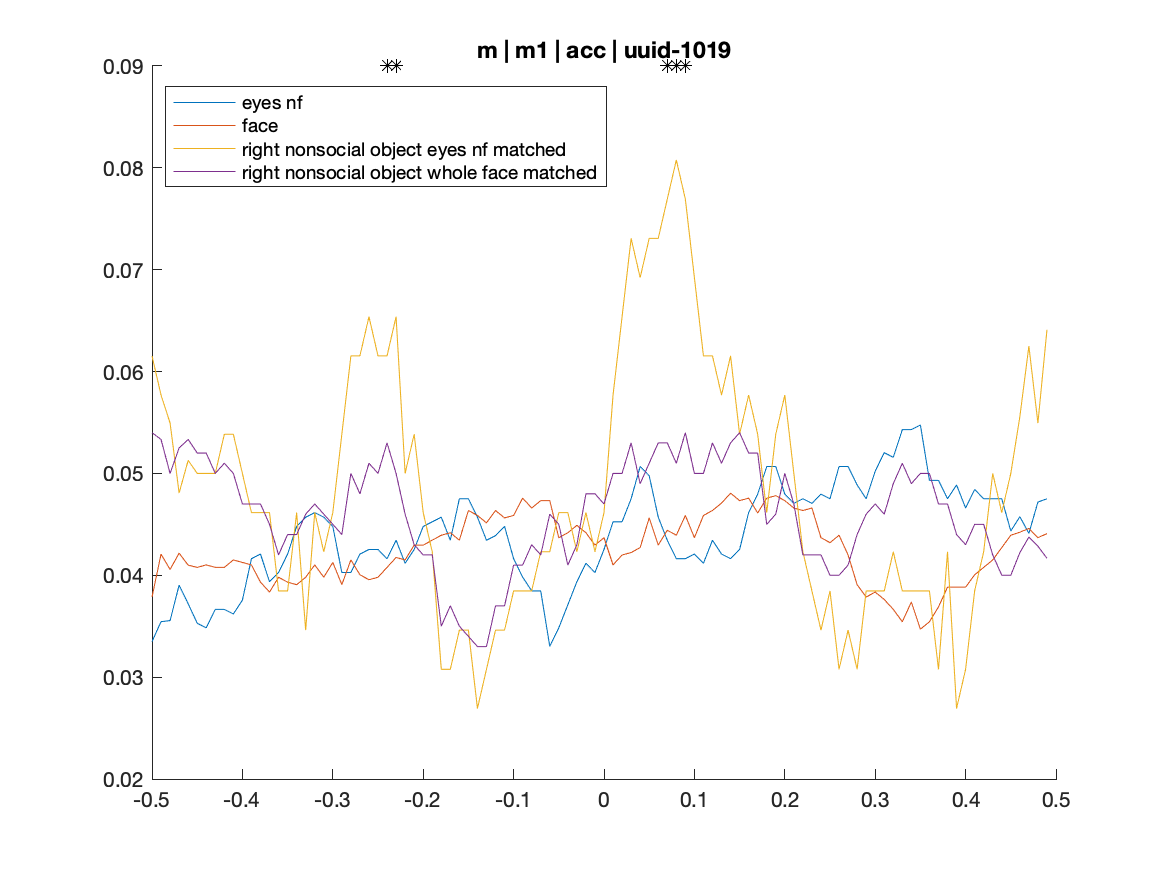 m | m1 | acc | uuid-1019
0.09
eyes nf
face
right nonsocial object eyes nf matched
right nonsocial object whole face matched
0.08
0.07
0.06
0.05
0.04
0.03
0.02
-0.5 -0.4 -0.3 -0.2 -0.1 0 0.1 0.2 0.3 0.4 0.5